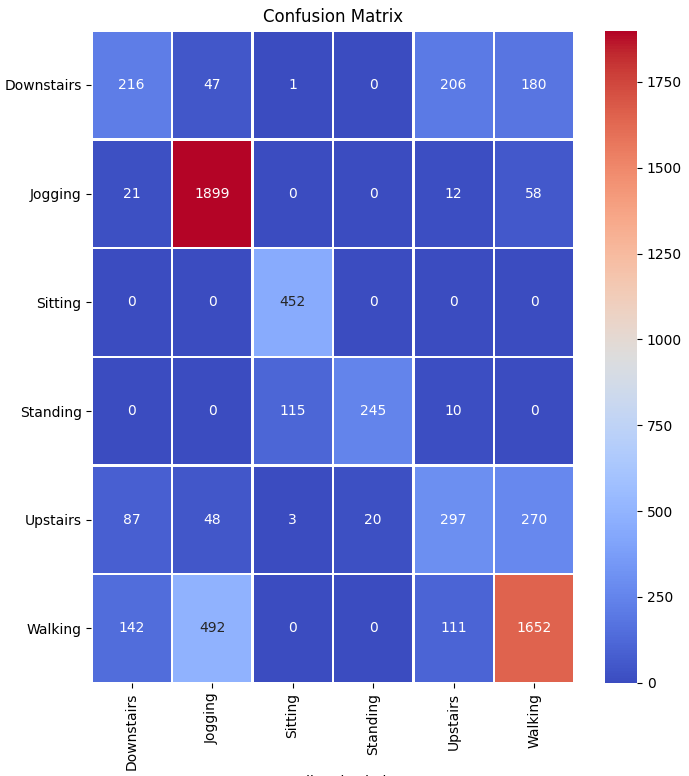 Confusion Matrix
Downstairs 216 47 1 0 206 180
Jogging 21 1899 0 0 12 58
Sitting 0 0 452 0 0 0
Standing 0 0 115 245 10 0
Upstairs 87 48 3 20 297 270
Walking 142 492 0 0 111 1652
Downstairs Jogging Sitting Standing Upstairs Walking
1750
1500
1250
1000
750
500
250
0